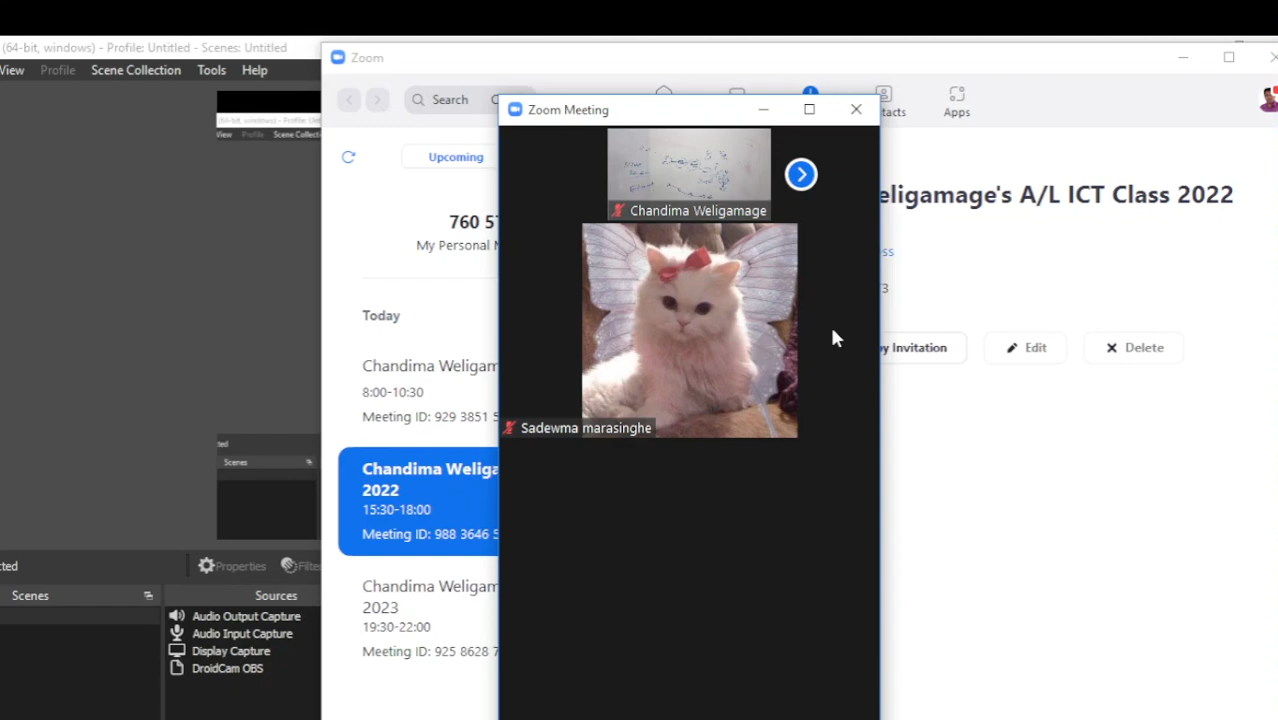 (64-bit, windows) - Profile: Untitled - Scenes: Untitled
View Profile Scene Collection Tools Help
Zoom
Search
Apps
Zoom Meeting
Upcoming
760
My Personal
Today
Chandima
8:00-10:30
Meeting ID: 929 3851
Chandima
2022
15:30-18:00
Meeting ID: 988 3646
Chandima
2023
19:30-22:00
Meeting ID: 925 8628
Chandima Weligamage
Sadewma marasinghe
eligamage's A/L ICT Class 2022
Invitation
Edit
Delete
View Profile
Scenes
Properties
Scenes
Sources
Audio Output Capture
Audio Input Capture
Display Capture
DroidCam OBS